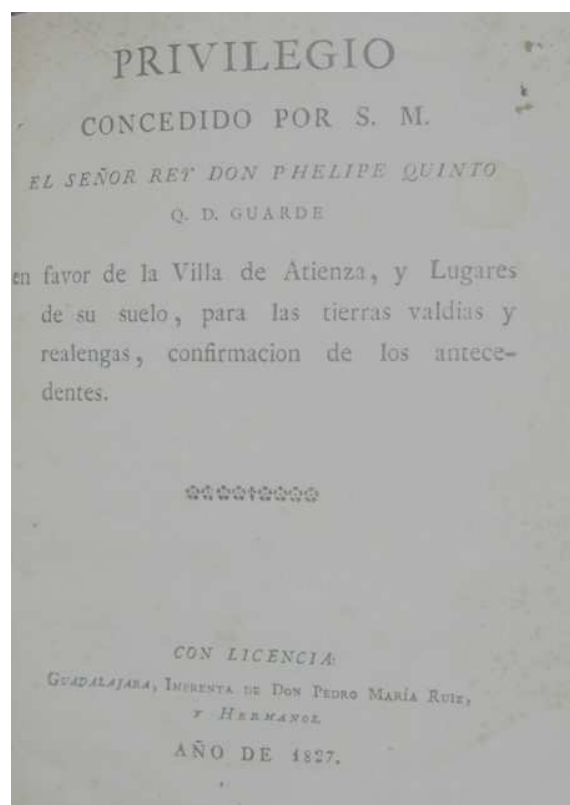 PRIVILEGIO
CONCEDIDO POR S. M.
EL SEÑOR REY DON PHELIPE QUINTO
Q. D. GUARDE
en favor de la Villa de Atienza, y Lugares
de su suelo, para las tierras valdias y
realengas, confirmacion de los antece-
dentes.
CON LICENCIA:
GUADALAJARA, IMPRENTA DE DON PEDRO MARÍA RUIZ,
Y HERMANOS.
AÑO DE 1827.